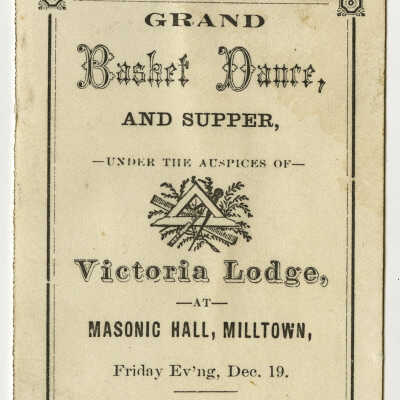 GRAND
Basket Dance,
AND SUPPER,
—UNDER THE AUSPICES OF—
Victoria Lodge,
—AT—
MASONIC HALL, MILLTOWN,
Friday Ev'ng, Dec. 19.